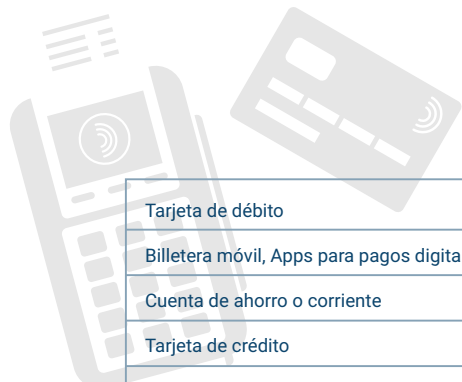 Tarjeta de débito
Billetera móvil, Apps para pagos digita
Cuenta de ahorro o corriente
Tarjeta de crédito